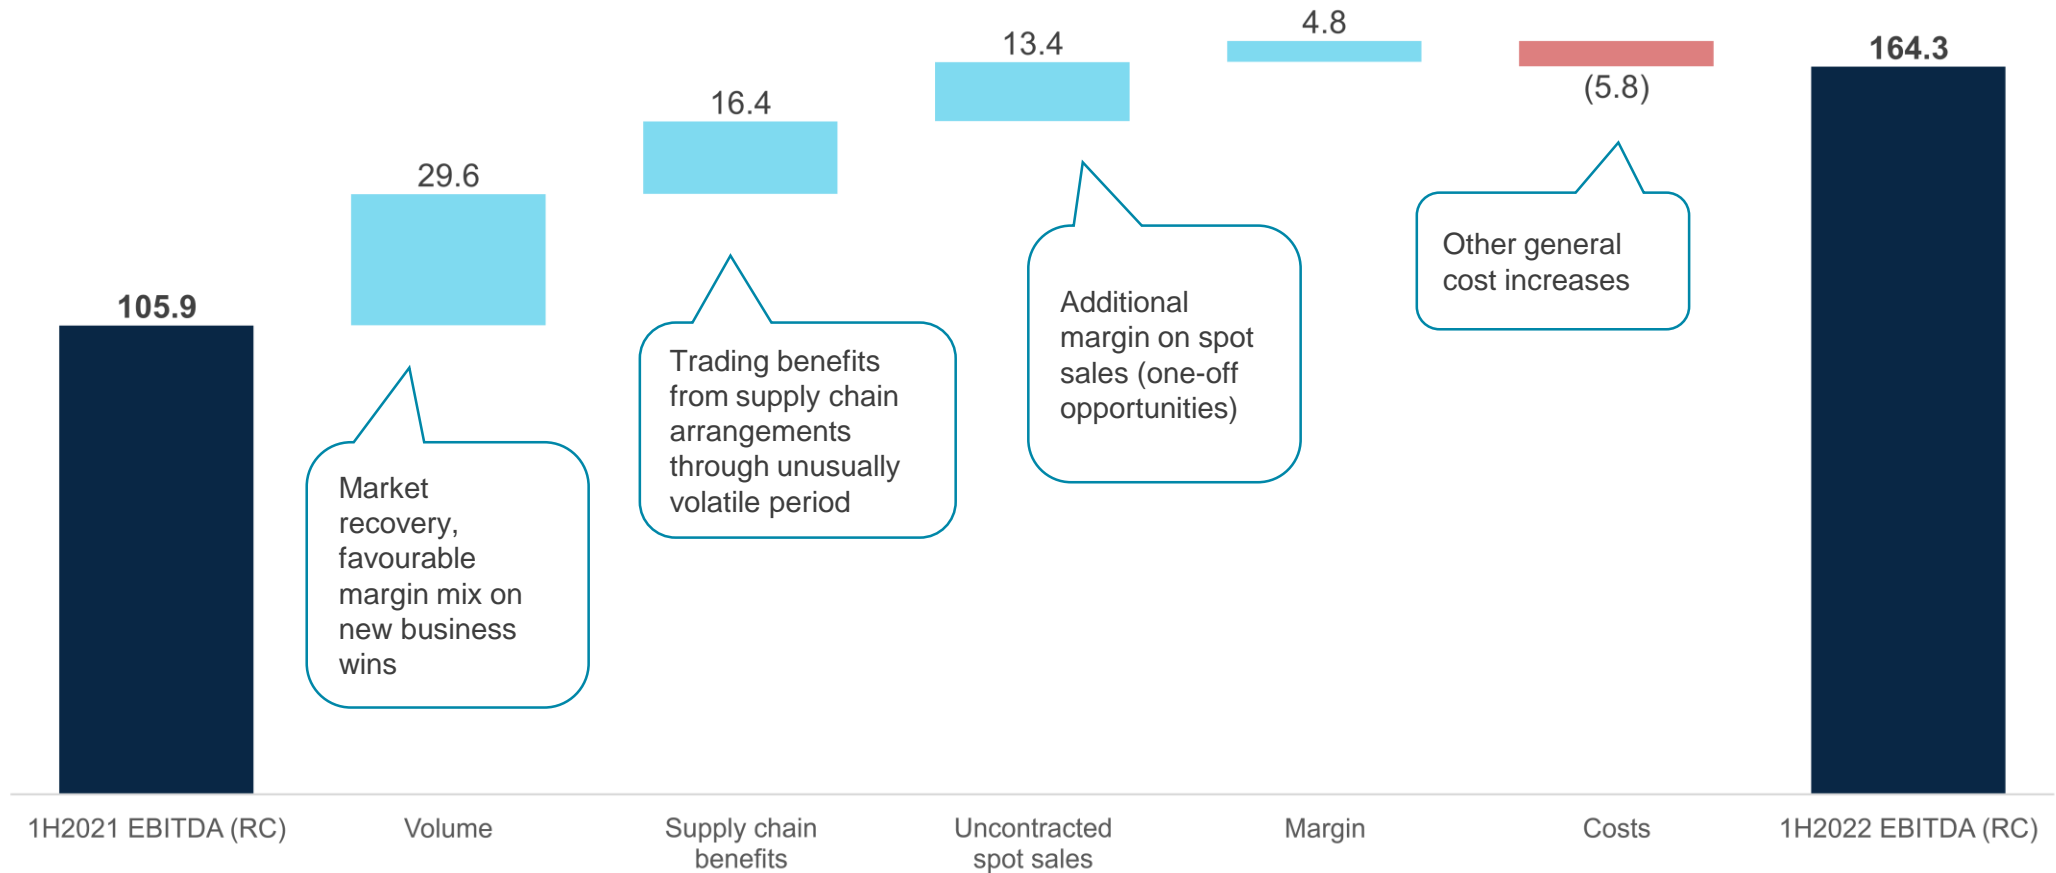 105.9
29.6
16.4
13.4
4.8
(5.8)
164.3
Market
recovery,
favourable
margin mix on
new business
wins
Trading benefits
from supply chain
arrangements
through unusually
volatile period
Additional
margin on spot
sales (one-off
opportunities)
Other general
cost increases
1H2021 EBITDA (RC)
Volume
Supply chain
benefits
Uncontracted
spot sales
Margin
Costs
1H2022 EBITDA (RC)